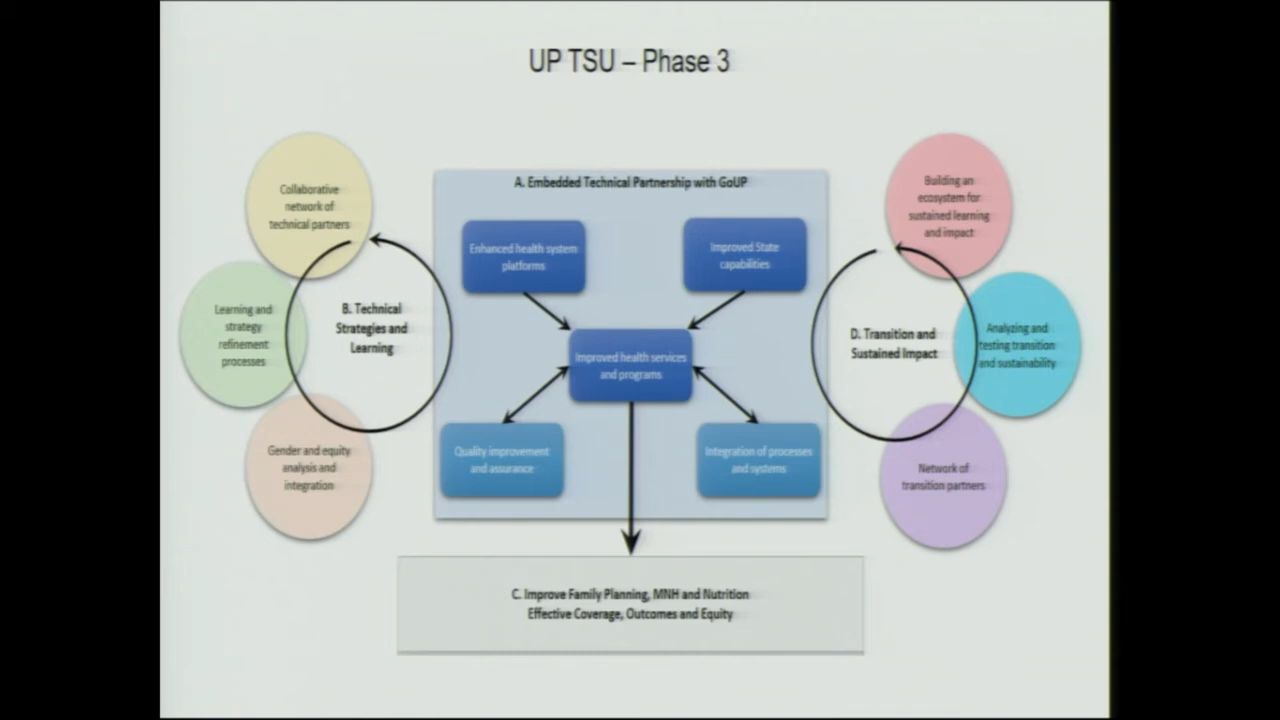 UP TSU – Phase 3
Collaborative
network of
technical partners
Learning and
strategy
refinement
processes
Gender and equity
analysis and
integration
B. Technical
Strategies and
Learning
A. Embedded Technical Partnership with GoUP
Enhanced health system
platforms
Improved State
capabilities
Improved health services
and programs
Quality improvement
and assurance
Integration of processes
and systems
D. Transition and
Sustained Impact
Building an
ecosystem for
sustained learning
and impact
Analyzing and
testing transition
and sustainability
Network of
transition partners
C. Improve Family Planning, MNH and Nutrition
Effective Coverage, Outcomes and Equity